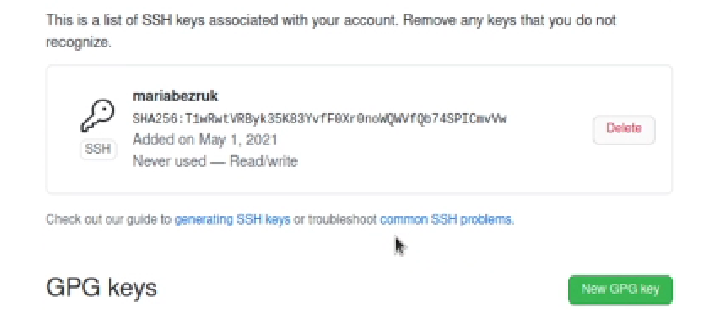 This is a list of SSH keys associated with your account. Remove any keys that you do not
recognize.
mariabezruk
SSH
Added on May 1, 2021
Never used — Read/write
Delete
Check out our guide to generating SSH keys or troubleshoot common SSH problems.
GPG keys
New GPG key